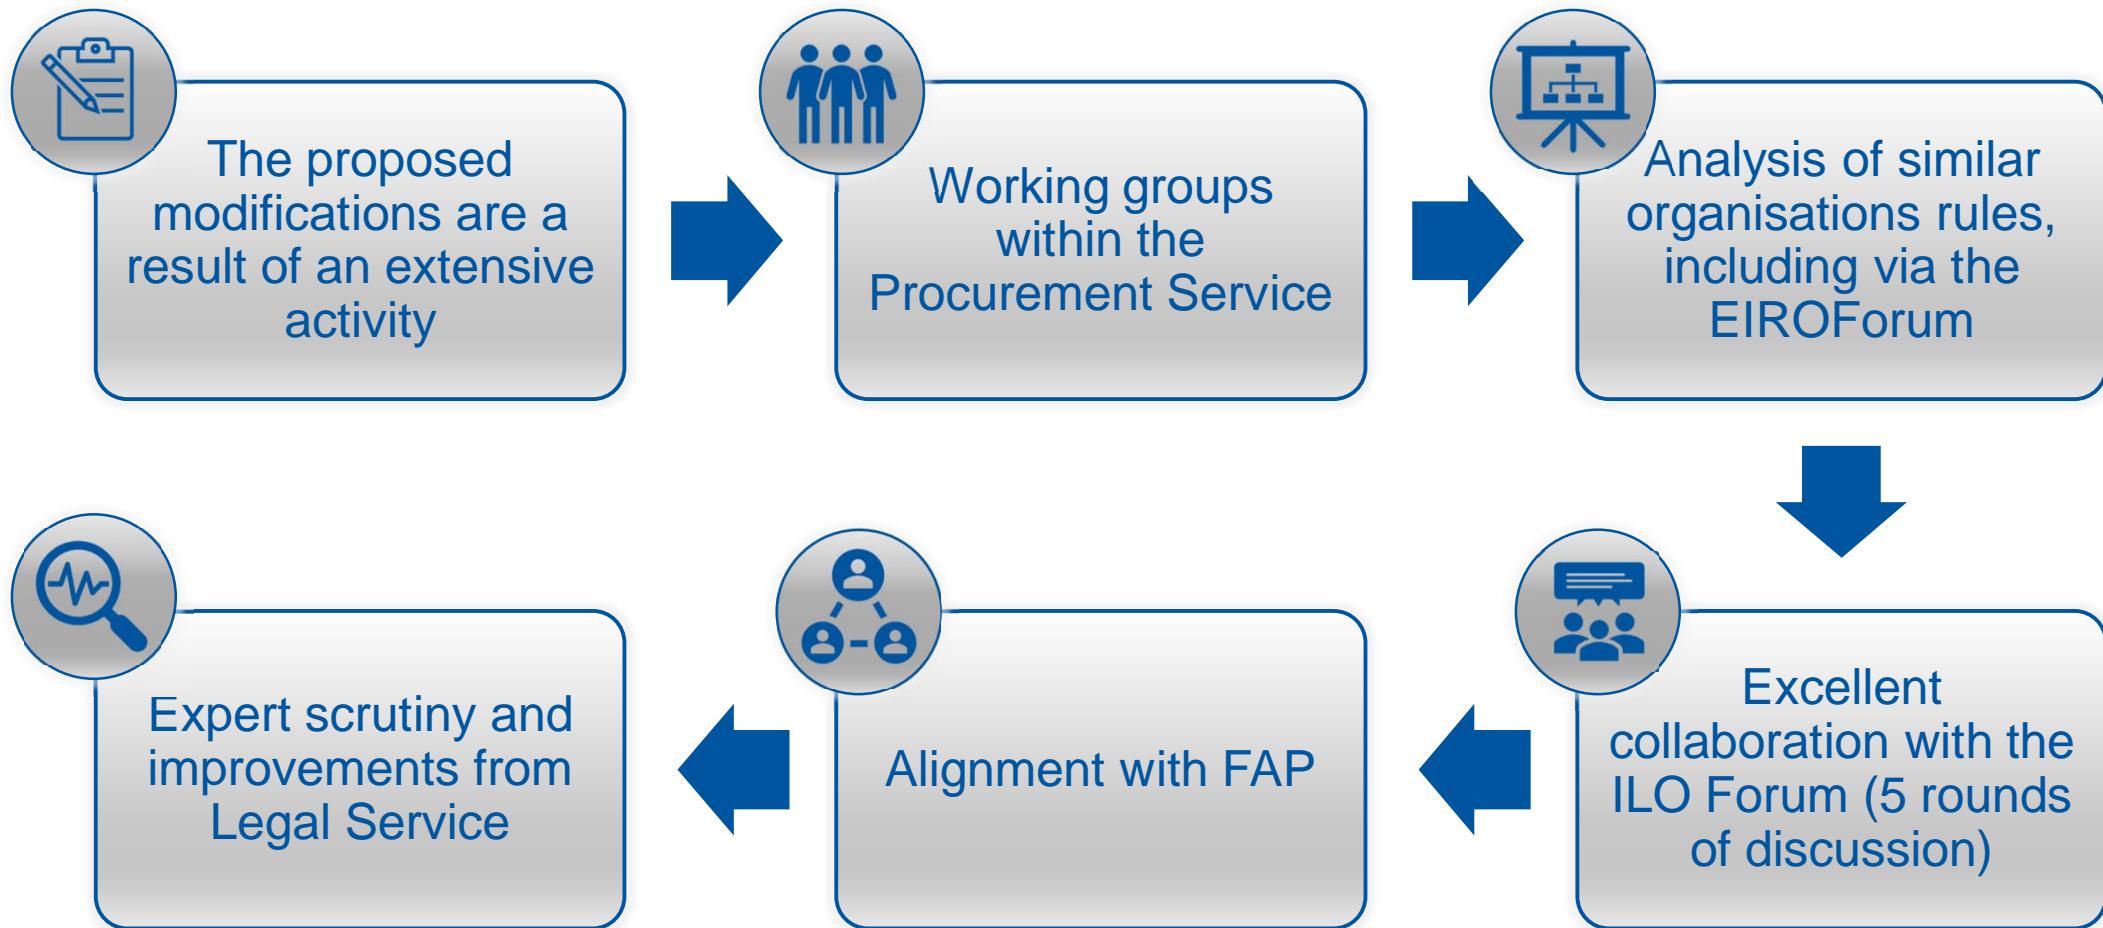 The proposed
modifications are a
result of an extensive
activity
Working groups
within the
Procurement Service
Analysis of similar
organisations rules,
including via the
EIROForum
Excellent
collaboration with the
ILO Forum (5 rounds
of discussion)
Alignment with FAP
Expert scrutiny and
improvements from
Legal Service